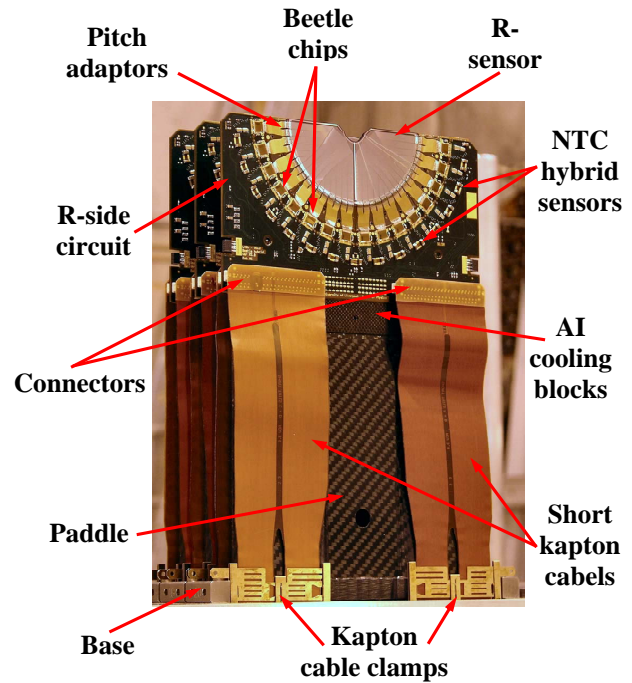 Pitch
adaptors
Beetle
chips
R-
sensor
NTC
hybrid
sensors
R-side
circuit
AI
cooling
blocks
Connectors
Paddle
Short
kapton
cabels
Base
Kapton
cable clamps